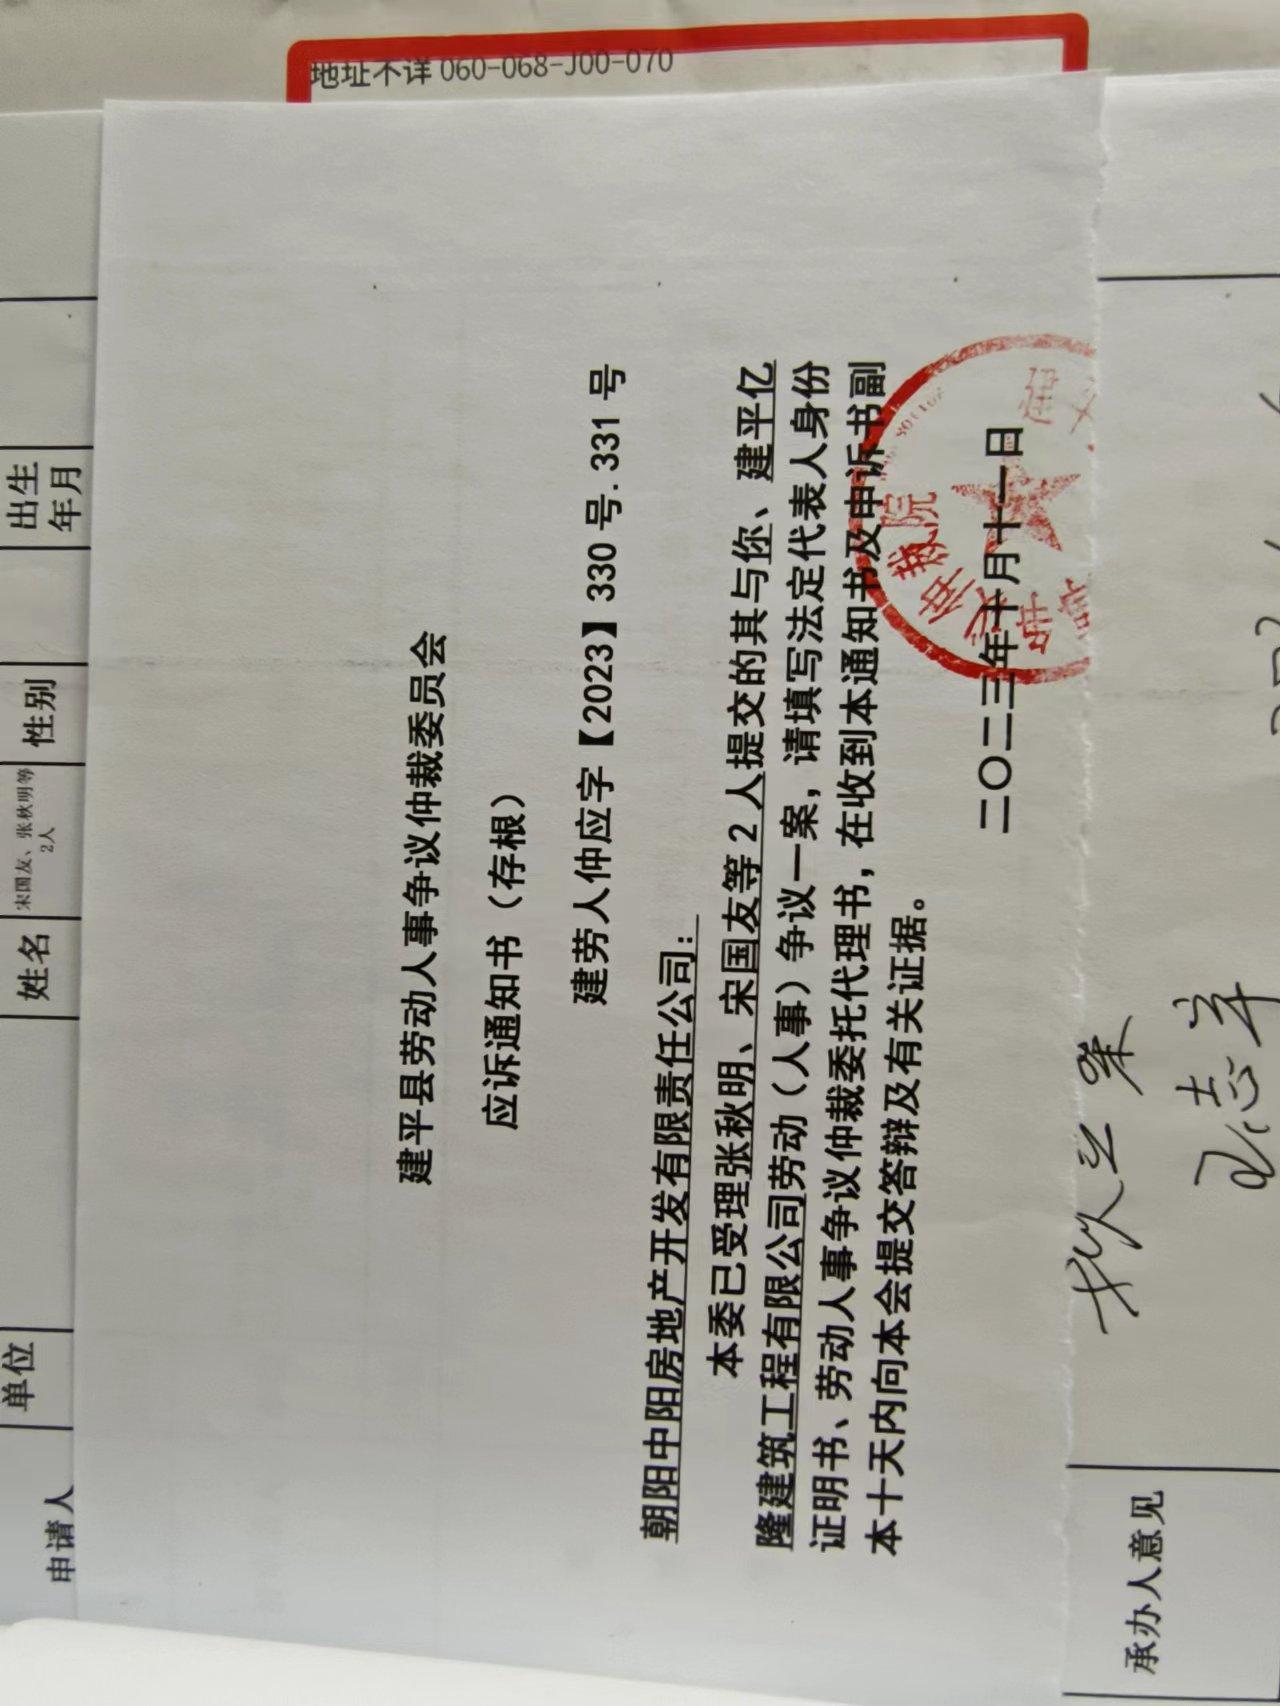 地址不详 060-068-J00-070
申请人
单位
姓名
宋国友、张秋明等
2人
性别
出生
年月
建平县劳动人事争议仲裁委员会
应诉通知书（存根）
建劳人仲应字【2023】330 号. 331 号
朝阳中阳房地产开发有限责任公司：
本委已受理张秋明、宋国友等 2 人提交的其与你、建平亿
隆建筑工程有限公司劳动（人事）争议一案，请填写法定代表人身份
证明书、劳动人事争议仲裁委托代理书，在收到本通知书及申诉书副
本十天内向本会提交答辩及有关证据。
二〇二三年十月十一日
仲裁院
承办人意见